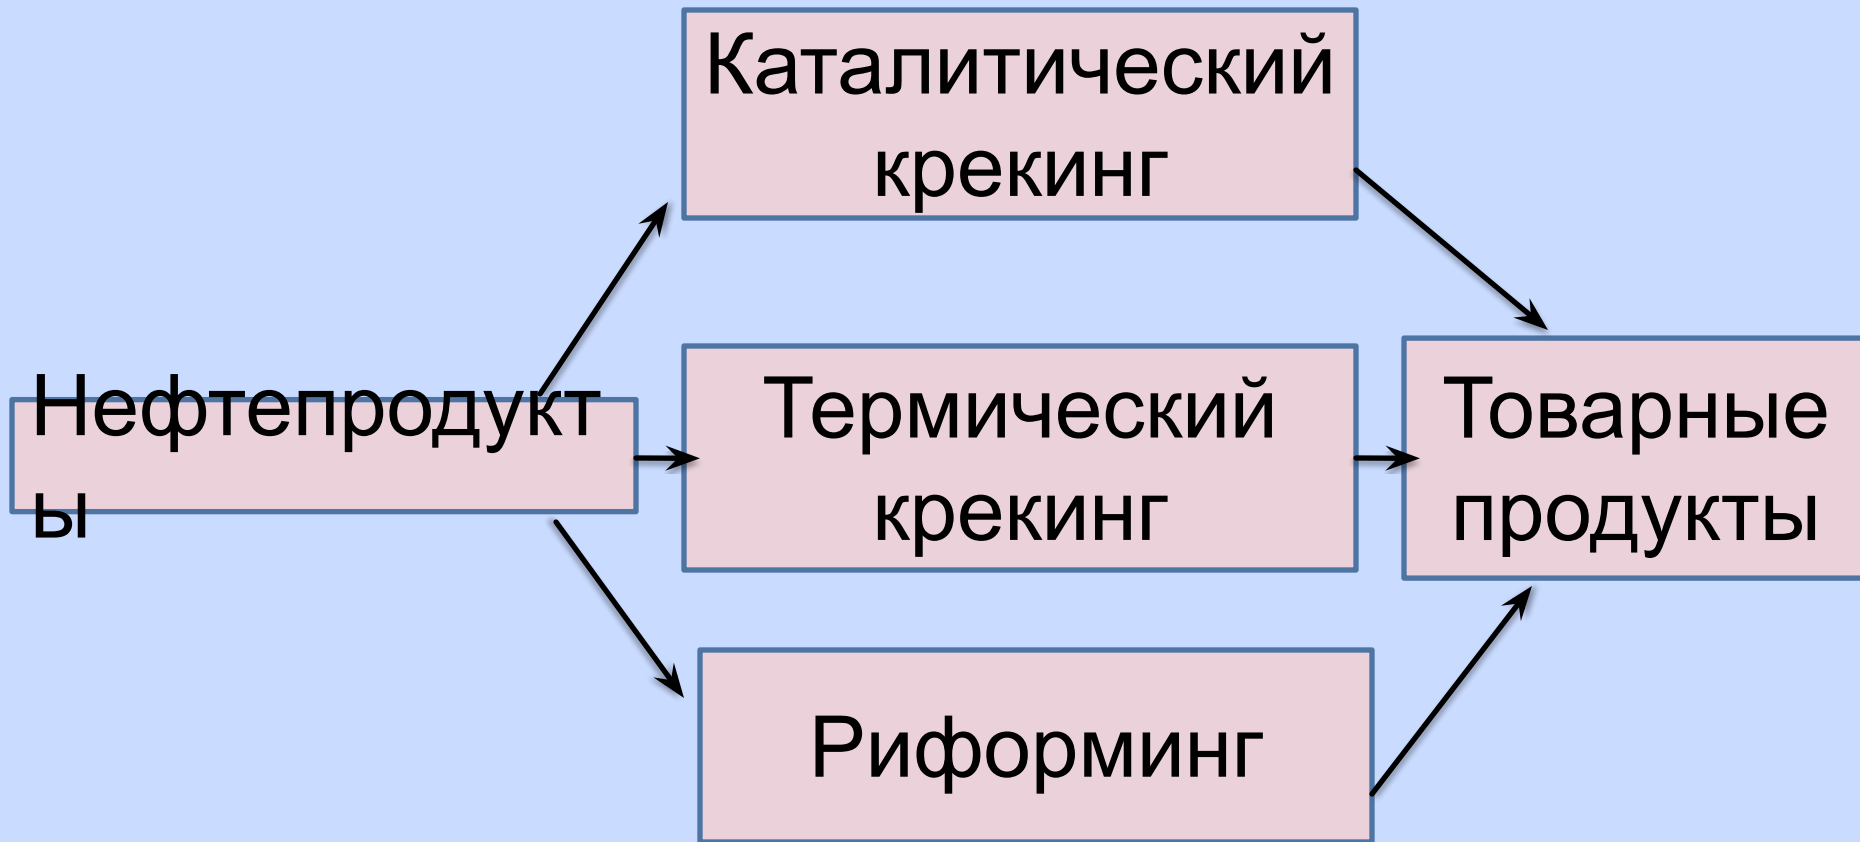 Каталитический
крекинг
Нефтепродукт
ы
Термический
крекинг
Товарные
продукты
Риформинг